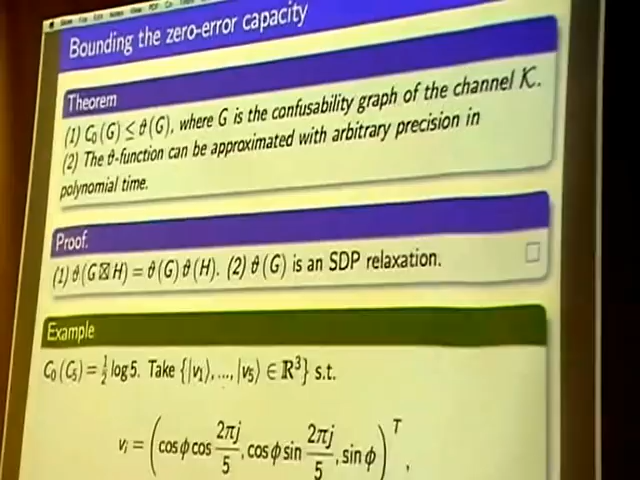 Bounding the zero-error capacity
Theorem
(1) C₀(G) ≤ ϑ(G), where G is the confusability graph of the channel K.
(2) The ϑ-function can be approximated with arbitrary precision in
polynomial time.
Proof.
(1) ϑ(G ⊠ H) = ϑ(G) ϑ(H). (2) ϑ(G) is an SDP relaxation. □
Example
C₀(C₅) = ½ log 5. Take {|v₁⟩, ..., |v₅⟩ ∈ ℝ³} s.t.
vᵢ = (cos ϕ cos 2πj/5, cos ϕ sin 2πj/5, sin ϕ)ᵀ,